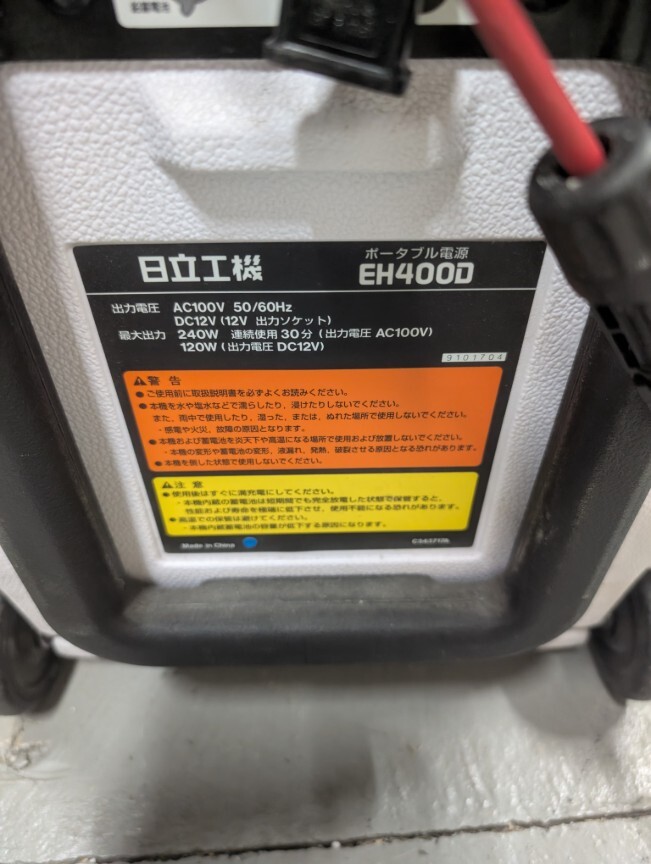 前蓄電池
日立工機
ポータブル電源
EH400D
出力電圧 AC100V 50/60Hz
DC12V (12V 出力ソケット)
最大出力 240W 連続使用30分 (出力電圧 AC100V)
120W (出力電圧 DC12V)
9101704
警告
●ご使用前に取扱説明書を必ずよくお読みください。
●本機を水や塩水などで濡らしたり、浸けたりしないでください。
また、雨中で使用したり、湿った、または、ぬれた場所で使用しないでください。
・感電や火災、故障の原因となります。
●本機および蓄電池を炎天下や高温になる場所で使用および放置しないでください。
・本機の変形や蓄電池の変形、液漏れ、発熱、破裂させる原因となる恐れがあります。
●本機を倒した状態で使用しないでください。
注意
●使用後はすぐに満充電にしてください。
・本機内蔵の蓄電池は短期間でも完全放電した状態で保管すると、
性能および寿命を極端に低下させ、使用不能になる恐れがあります。
●高温での保管は避けてください。
・本機内蔵蓄電池の容量が低下する原因になります。
Made in China